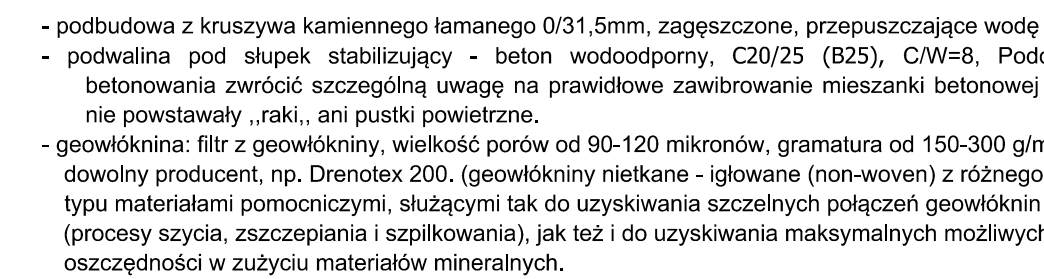 - podbudowa z kruszywa kamiennego łamanego 0/31,5mm, zagęszczone, przepuszczające wodę
- podwalina pod słupek stabilizujący - beton wodoodporny, C20/25 (B25), C/W=8,
betonowania zwrócić szczególną uwagę na prawidłowe zawibrowanie mieszanki betonowej
nie powstawały ,,raki,, ani pustki powietrzne.
- geowłóknina: filtr z geowłókniny, wielkość porów od 90-120 mikronów, gramatura od 150-300
dowolny producent, np. Drenotex 200. (geowłókniny nietkane - igłowane (non-woven) z różnego
typu materiałami pomocniczymi, służącymi tak do uzyskiwania szczelnych połączeń geowłóknin
(procesy szycia, zszczepiania i szpilkowania), jak też i do uzyskiwania maksymalnych możliwych
oszczędności w zużyciu materiałów mineralnych.